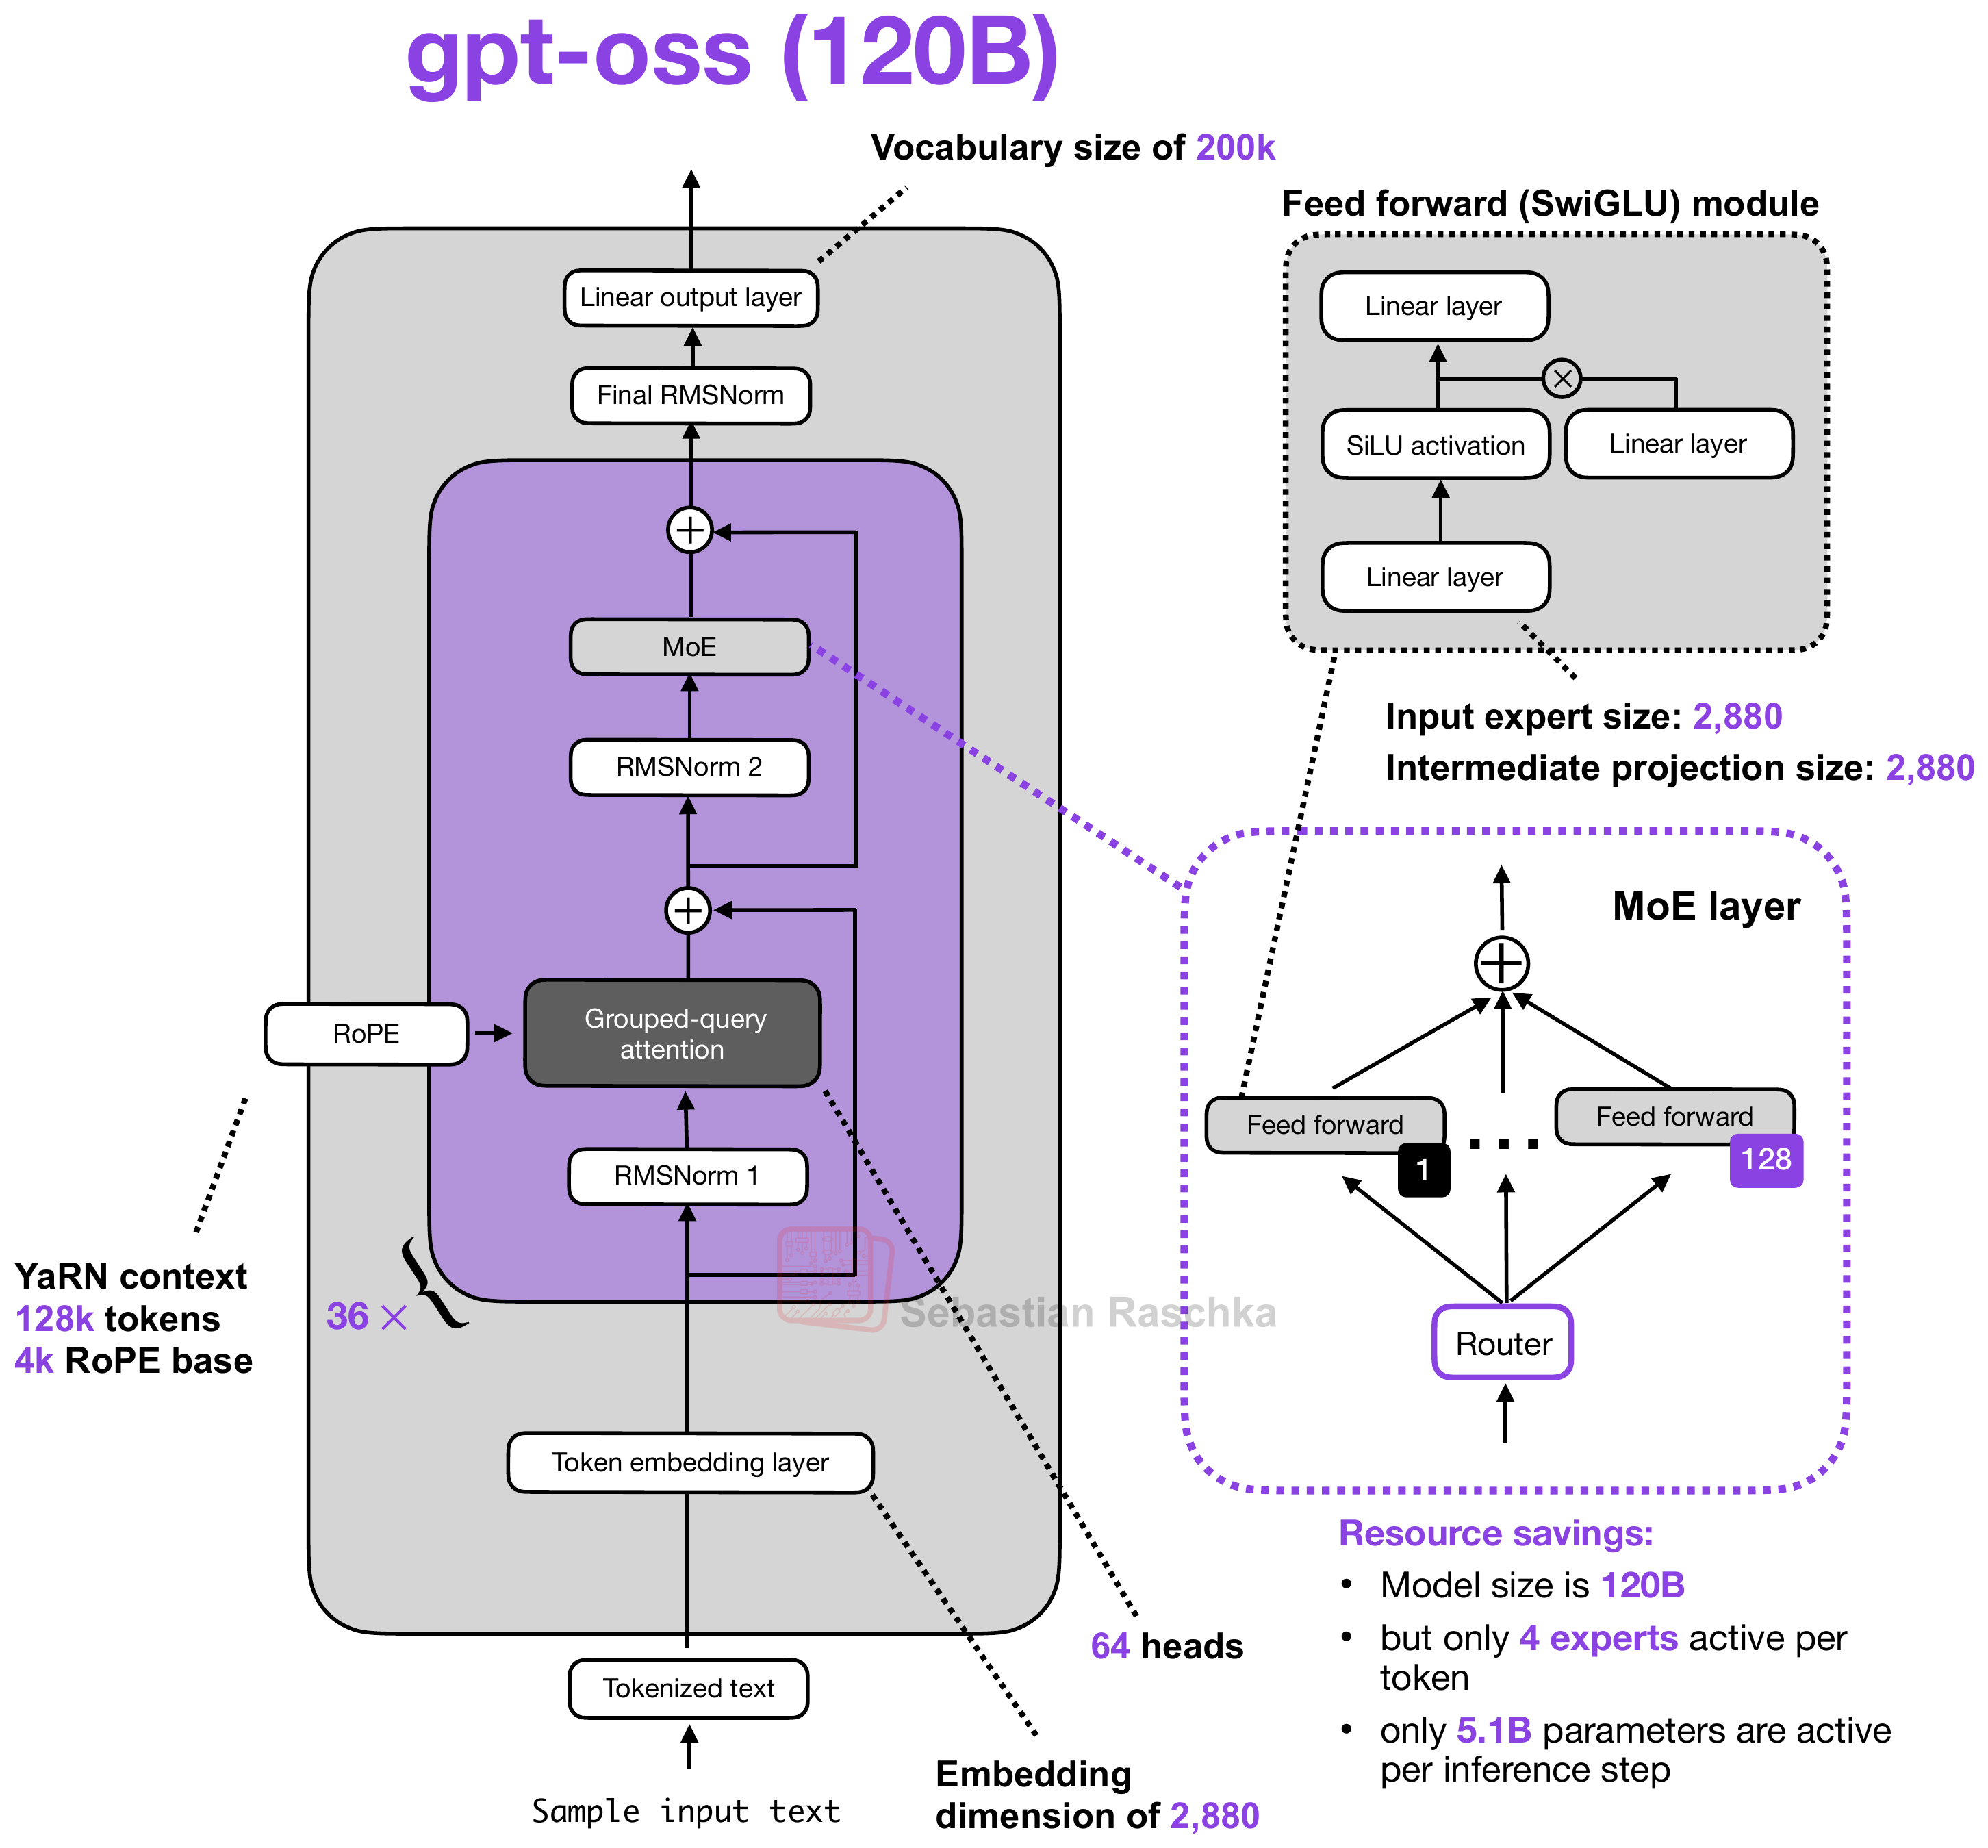 gpt-oss (120B)
Vocabulary size of 200k
Linear output layer
Final RMSNorm
MoE
RMSNorm 2
Grouped-query
attention
RoPE
RMSNorm 1
YaRN context
128k tokens
4k RoPE base
36 ×
Sebastian Raschka
Token embedding layer
Tokenized text
Sample input text
64 heads
Embedding
dimension of 2,880
Feed forward (SwiGLU) module
Linear layer
SiLU activation
Linear layer
Linear layer
Input expert size: 2,880
Intermediate projection size: 2,880
MoE layer
Feed forward
1
...
Feed forward
128
Router
Resource savings:
• Model size is 120B
• but only 4 experts active per
token
• only 5.1B parameters are active
per inference step